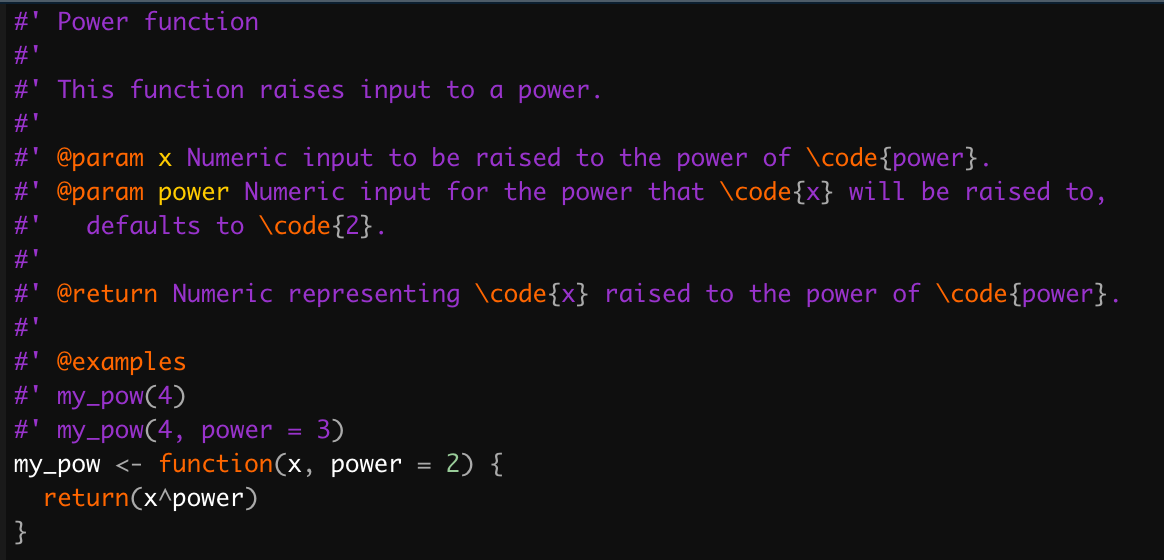 #' Power function
#'
#' This function raises input to a power.
#'
#' @param x Numeric input to be raised to the power of \code{power}.
#' @param power Numeric input for the power that \code{x} will be raised to,
#'   defaults to \code{2}.
#'
#' @return Numeric representing \code{x} raised to the power of \code{power}.
#'
#' @examples
#' my_pow(4)
#' my_pow(4, power = 3)
my_pow <- function(x, power = 2) {
  return(x^power)
}